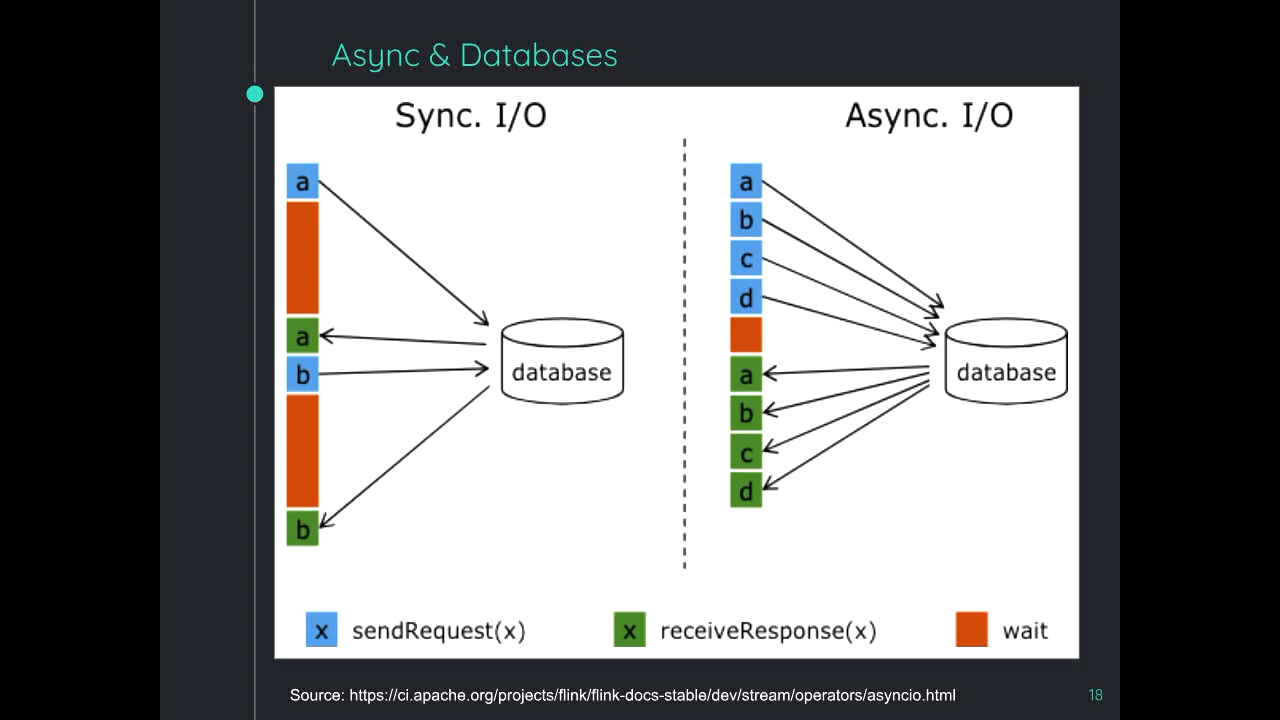 Async & Databases
Sync. I/O
a
a
b
b
database
Async. I/O
a
b
c
d
a
b
c
d
database
x sendRequest(x)
x receiveResponse(x)
wait
Source: https://ci.apache.org/projects/flink/flink-docs-stable/dev/stream/operators/asyncio.html
18